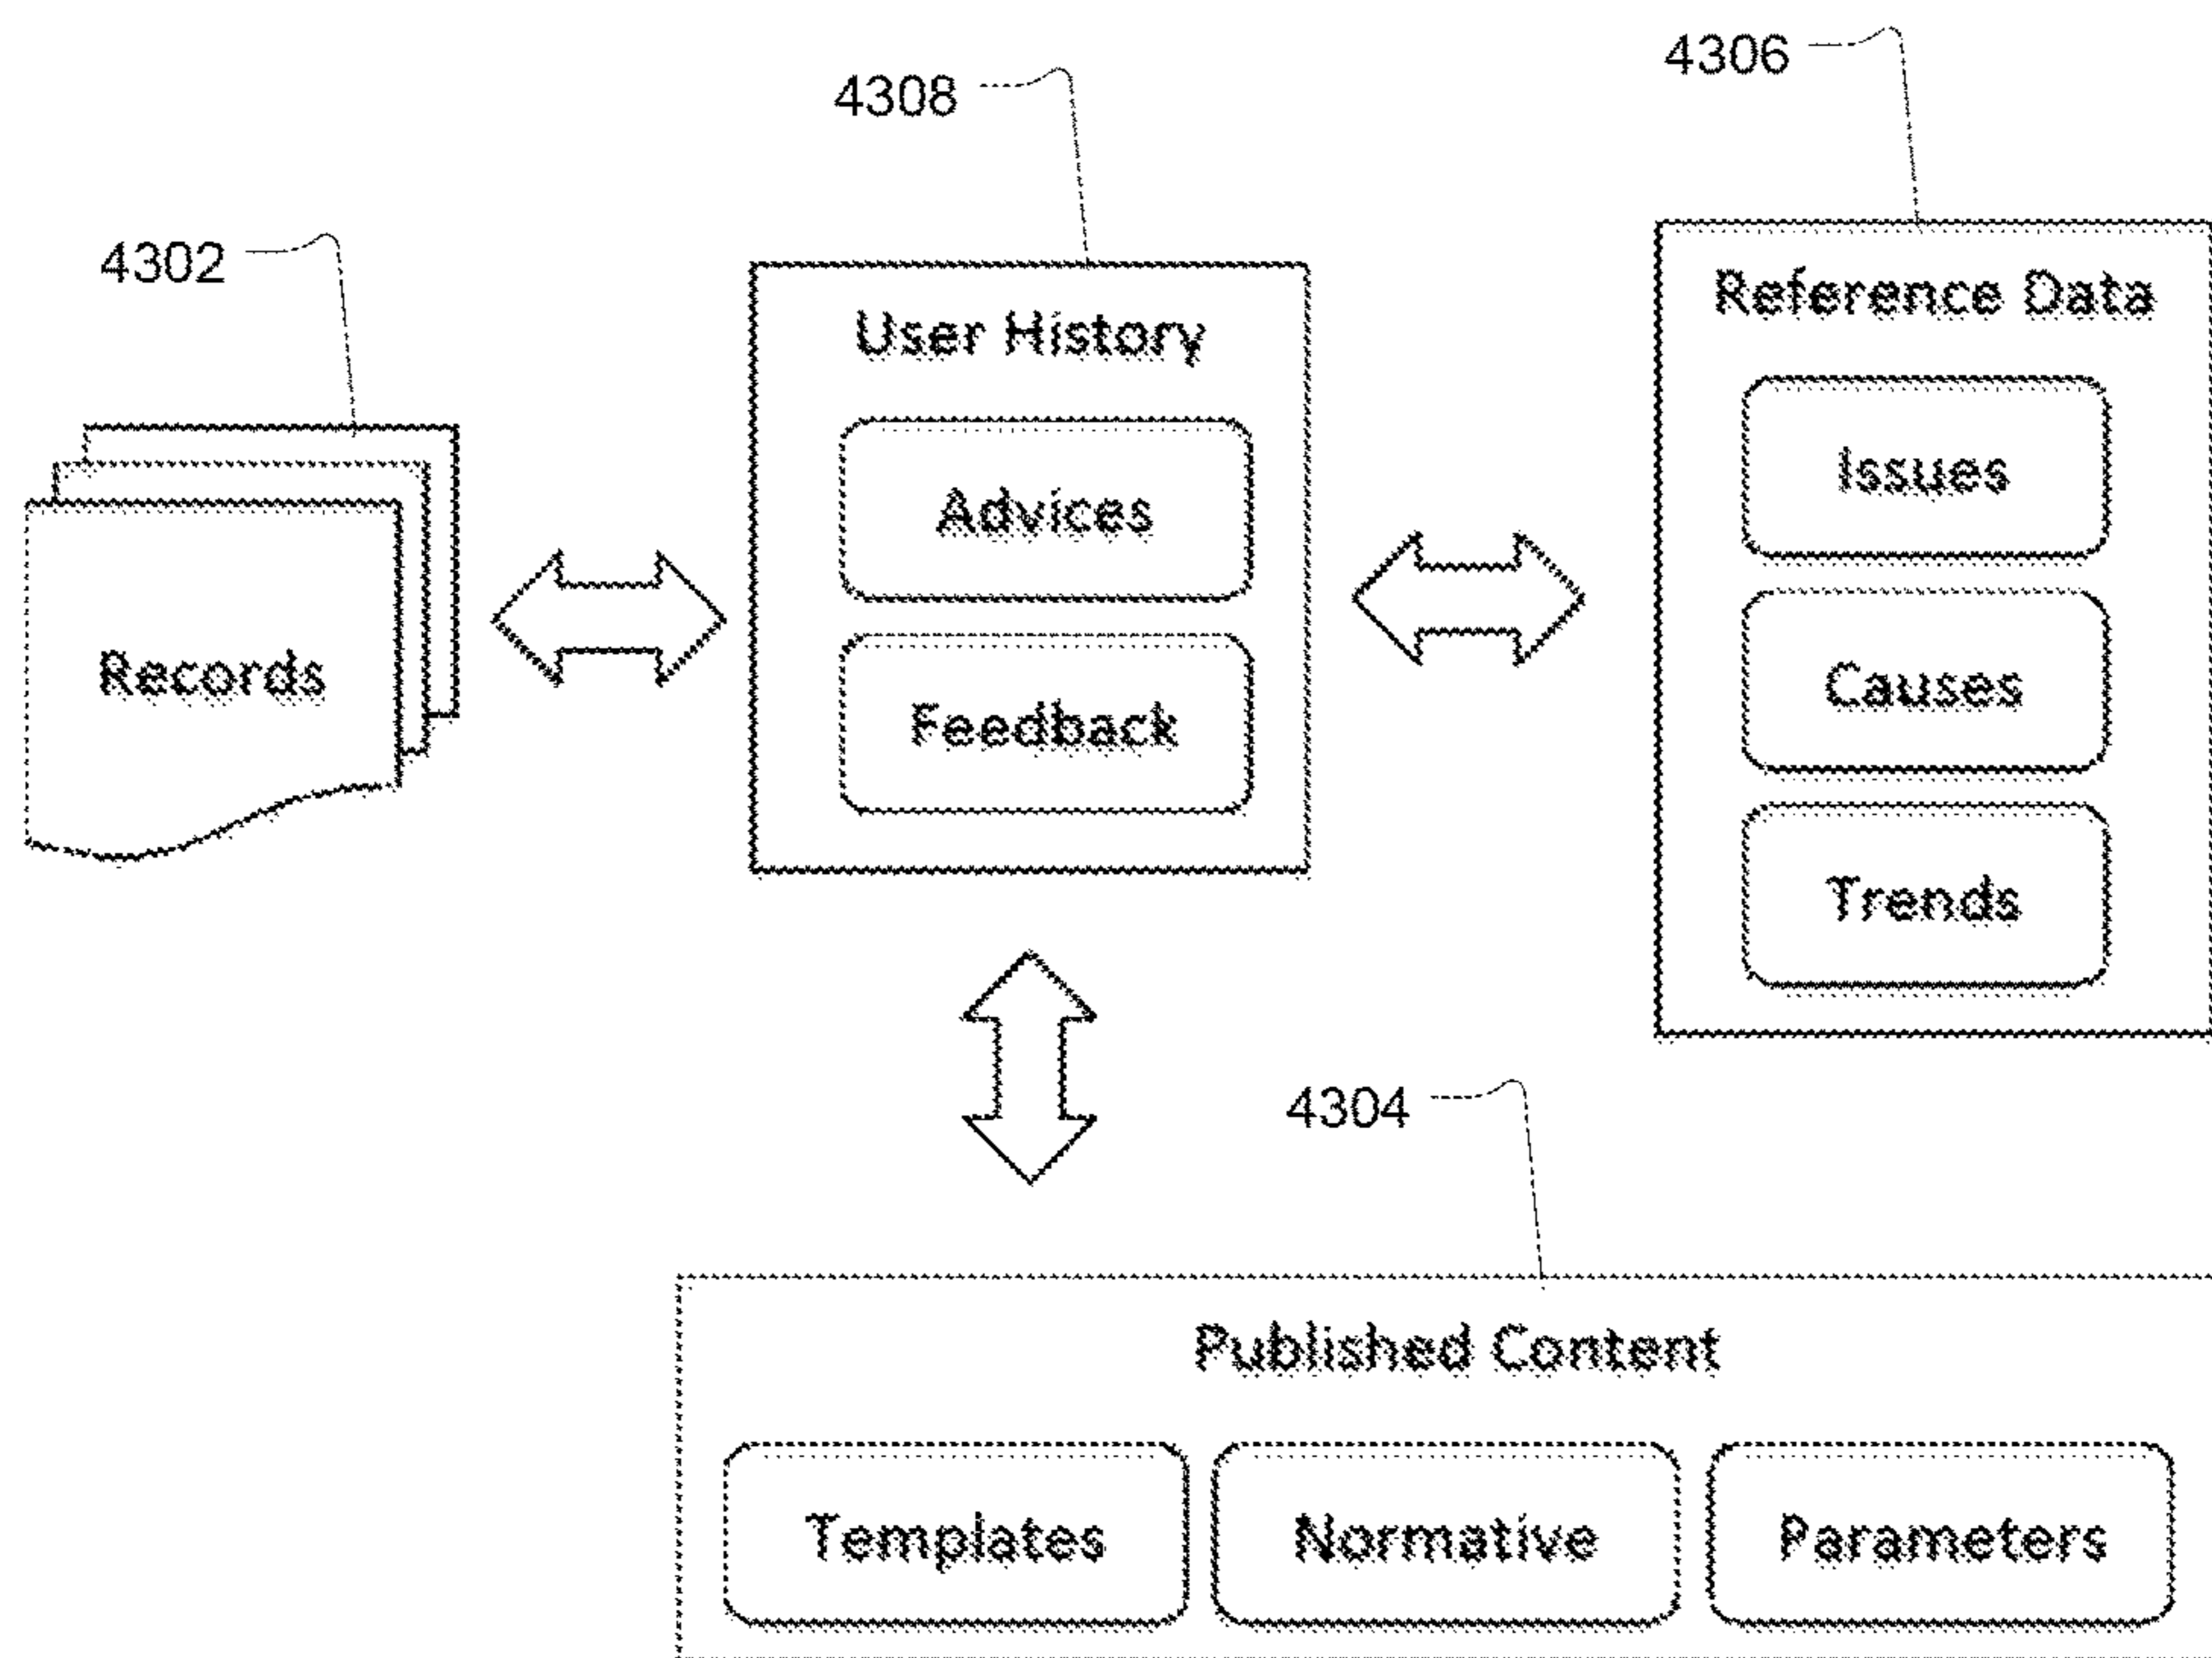 4306
4308
4302
Reference Data
User History
Issues
Advices
Records
Causes
Feedback
Trends
4304
Published Content
Templates
Normative
Parameters